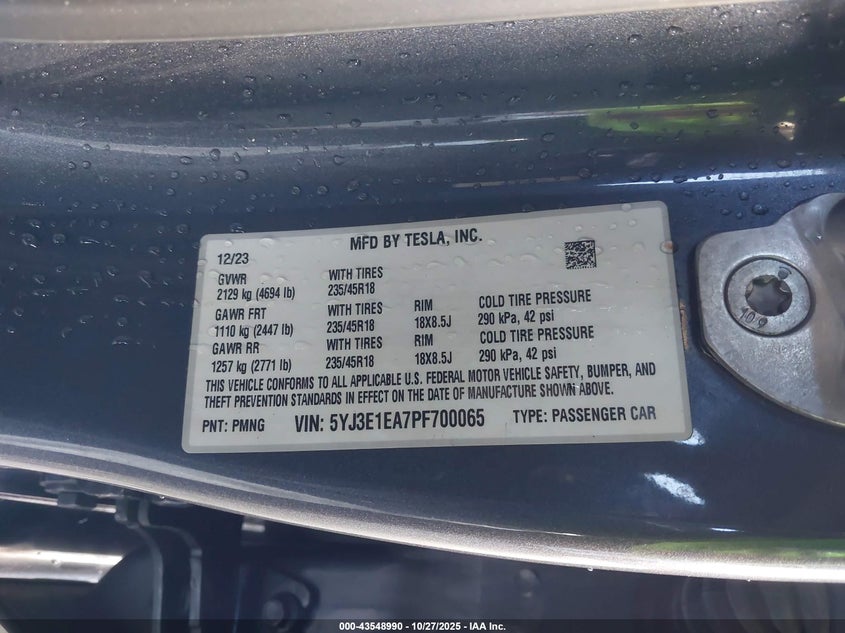 MFD BY TESLA, INC.
12/23
GVWR WITH TIRES
2129 kg (4694 lb) 235/45R18
GAWR FRT WITH TIRES RIM COLD TIRE PRESSURE
1110 kg (2447 lb) 235/45R18 18X8.5J 290 kPa, 42 psi
GAWR RR WITH TIRES RIM COLD TIRE PRESSURE
1257 kg (2771 lb) 235/45R18 18X8.5J 290 kPa, 42 psi
THIS VEHICLE CONFORMS TO ALL APPLICABLE U.S. FEDERAL MOTOR VEHICLE SAFETY, BUMPER, AND
THEFT PREVENTION STANDARDS IN EFFECT ON THE DATE OF MANUFACTURE SHOWN ABOVE.
PNT: PMNG VIN: 5YJ3E1EA7PF700065 TYPE: PASSENGER CAR
10.9
000-43548990 - 10/27/2025 - IAA Inc.